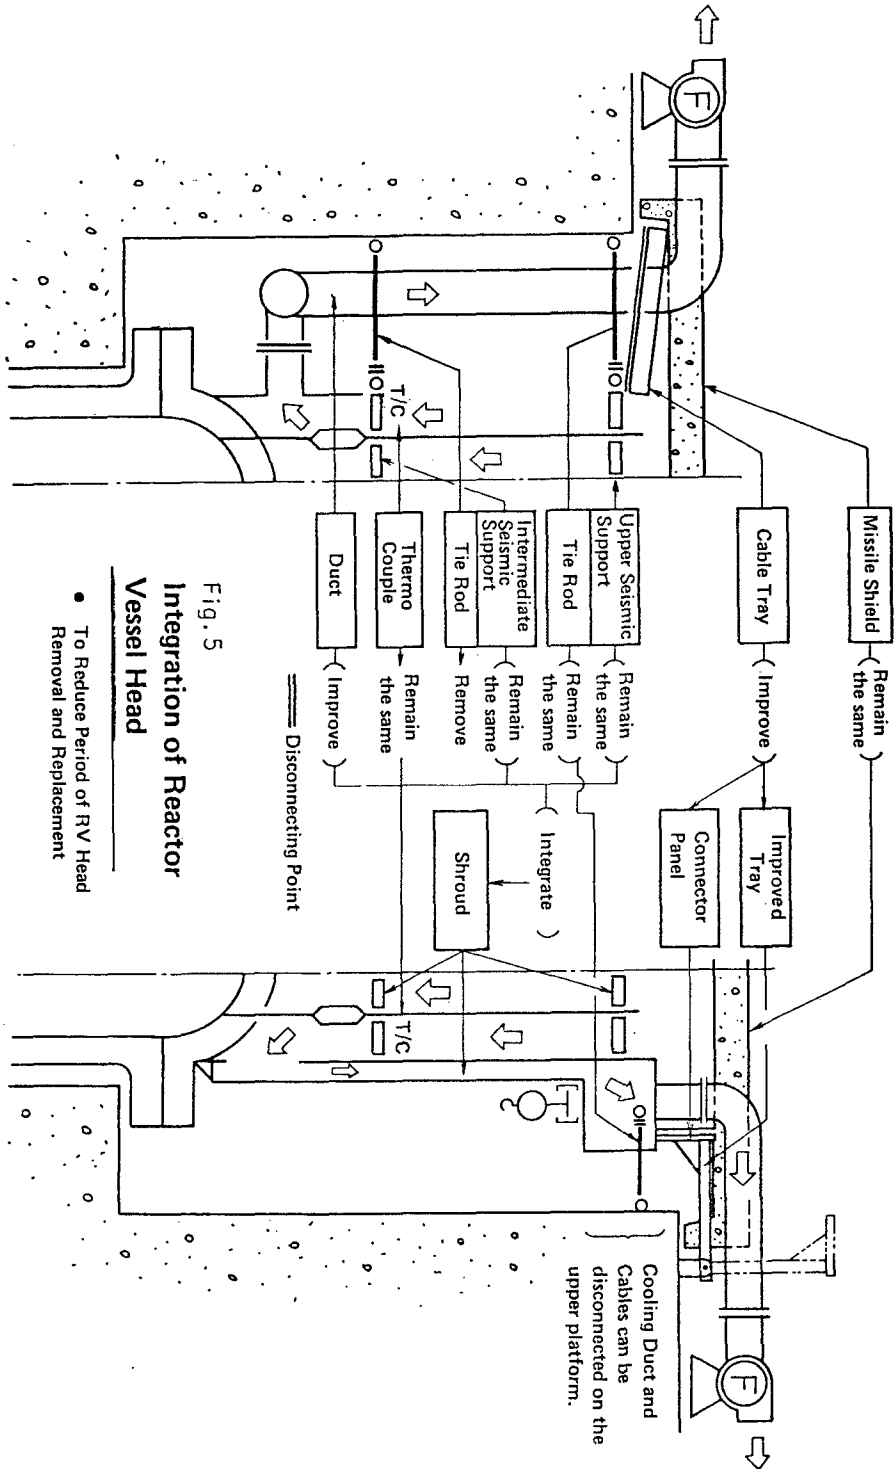 F
Missile Shield
( Remain
the same )
Cable Tray
( Improve )
Improved
Tray
Connector
Panel
Upper Seismic
Support
( Remain
the same )
Tie Rod
( Remain
the same )
Intermediate
Seismic
Support
( Remain
the same )
Tie Rod
Remove
Thermo
Couple
Remain
the same
Duct
( Improve )
( Integrate )
Shroud
T/C
T/C
F
Cooling Duct and
Cables can be
disconnected on the
upper platform.
Disconnecting Point
Fig. 5
Integration of Reactor
Vessel Head
● To Reduce Period of RV Head
Removal and Replacement